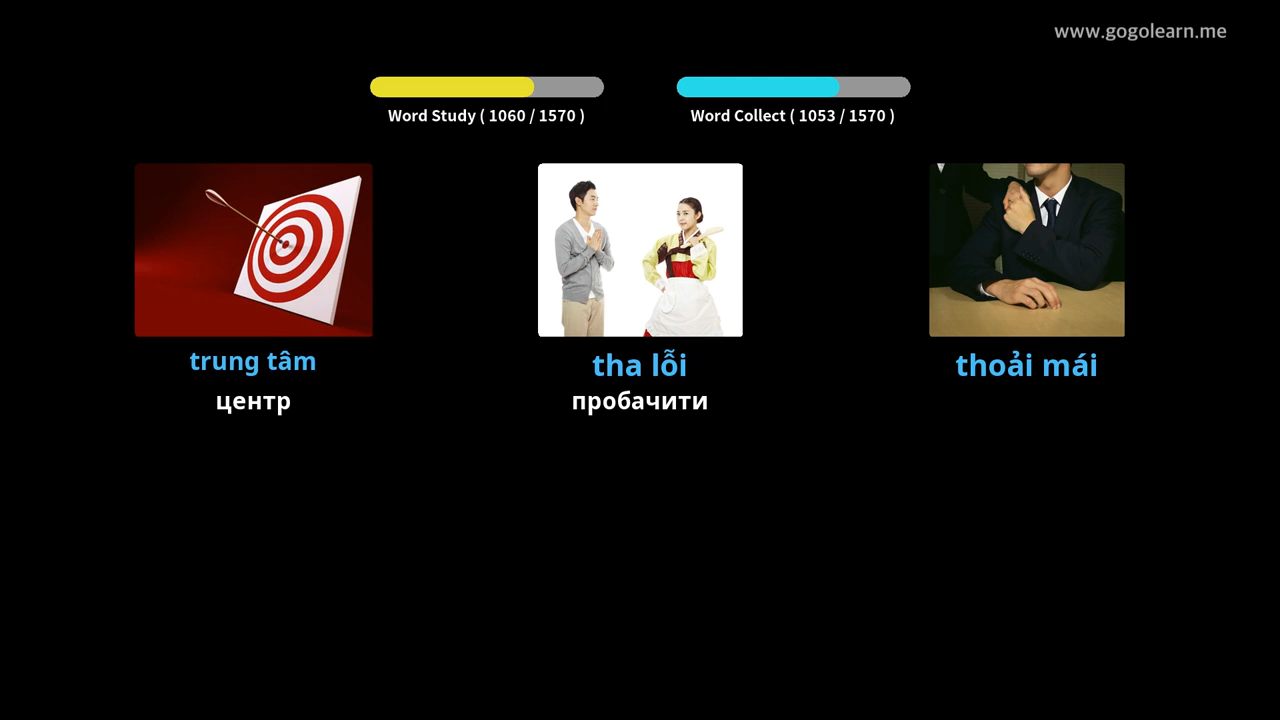 www.gogolearn.me
Word Study ( 1060 / 1570 )
Word Collect ( 1053 / 1570 )
trung tâm
центр
tha lỗi
пробачити
thoải mái